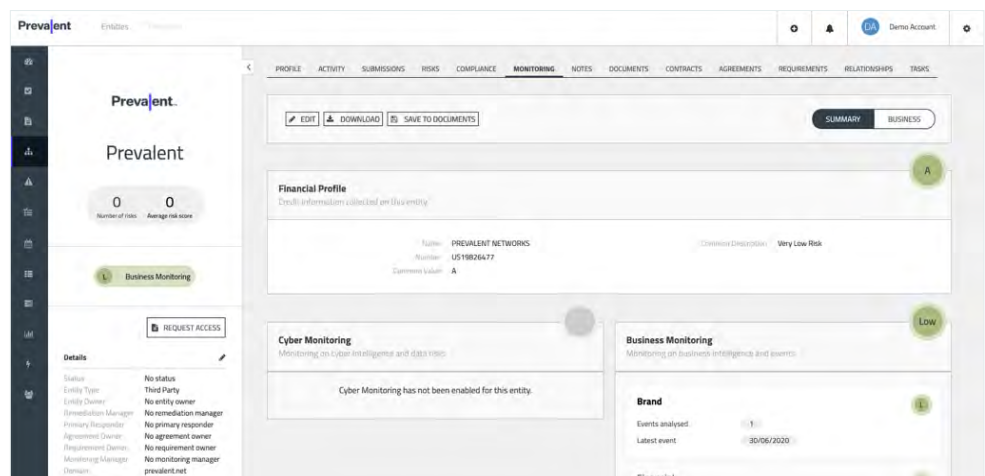 Prevalent
Entities
CIA
Demo Account
PROFILE ACTIVITY SUBMISSIONS RISKS COMPLIANCE MONITORING NOTES DOCUMENTS CONTRACTS AGREEMENTS REQUIREMENTS RELATIONSHIPS TASKS
Prevalent
EDIT DOWNLOAD SAVE TO DOCUMENTS
SUMMARY BUSINESS
Prevalent
0 0
Number of risks Average risk score
L Business Monitoring
REQUEST ACCESS
Details
Status No status
Entity Type Third Party
Entity Owner No entity owner
Remediation Manager No remediation manager
Primary Responder No primary responder
Agreement Owner No agreement owner
Requirement Owner No requirement owner
Monitoring Manager No monitoring manager
Domain prevalent.net
A
Financial Profile
Credit information collected on this entity
Name PREVALENT NETWORKS
Number US19826477
Common Value A
Common Description Very Low Risk
Cyber Monitoring
Monitoring on cyber intelligence and data risks
Cyber Monitoring has not been enabled for this entity.
Low
Business Monitoring
Monitoring on business intelligence and events
Brand
L
Events analysed 1
Latest event 30/06/2020